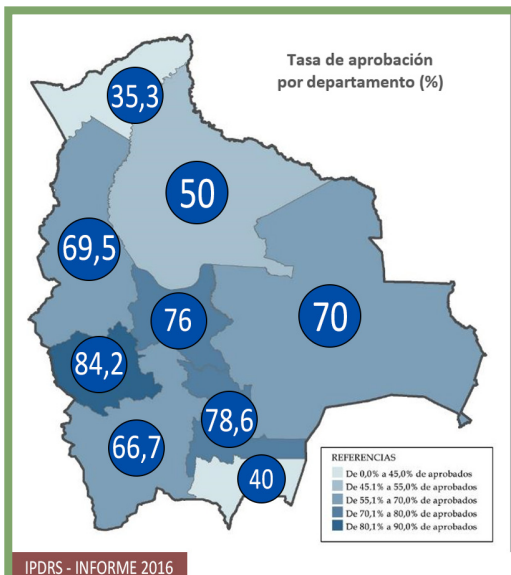 Tasa de aprobación
por departamento (%)
35,3
50
69,5
76
70
84,2
78,6
66,7
40
REFERENCIAS
De 0,0% a 45,0% de aprobados
De 45.1% a 55,0% de aprobados
De 55,1% a 70,0% de aprobados
De 70,1% a 80,0% de aprobados
De 80,1% a 90,0% de aprobados
IPDRS - INFORME 2016